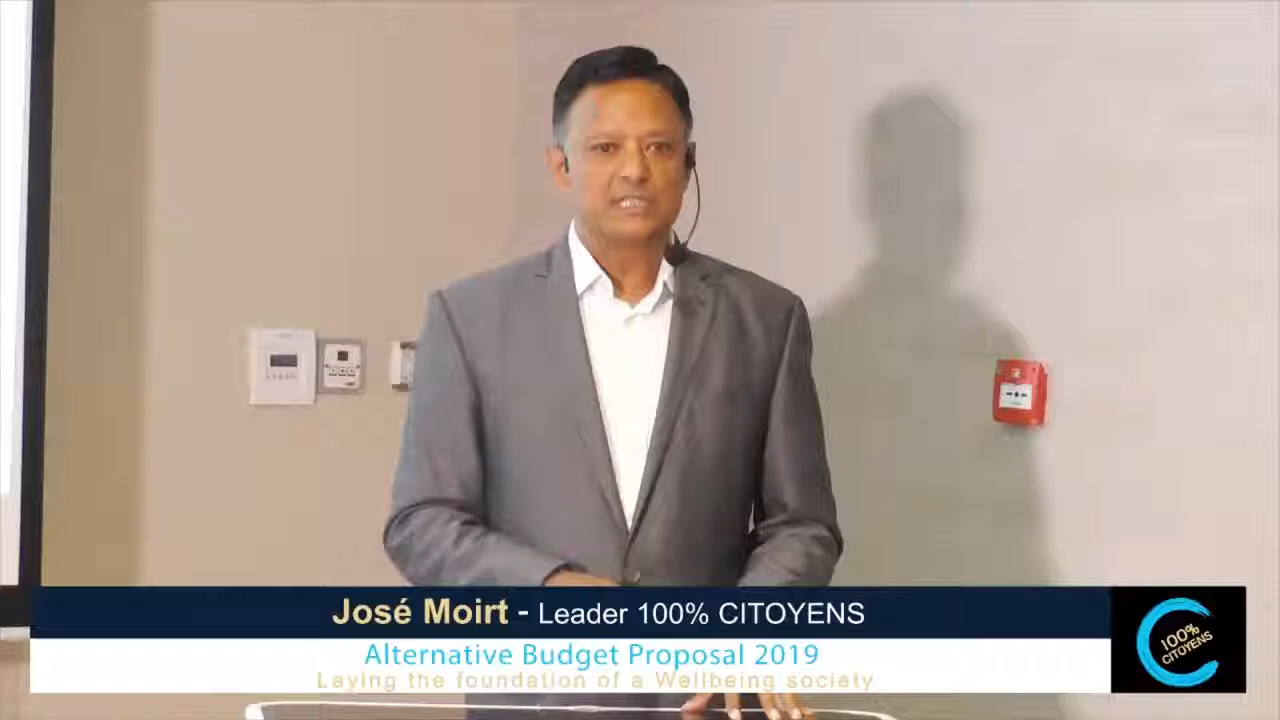 José Moirt - Leader 100% CITOYENS
Alternative Budget Proposal 2019
Laying the foundation of a Wellbeing society
100%
CITOYENS